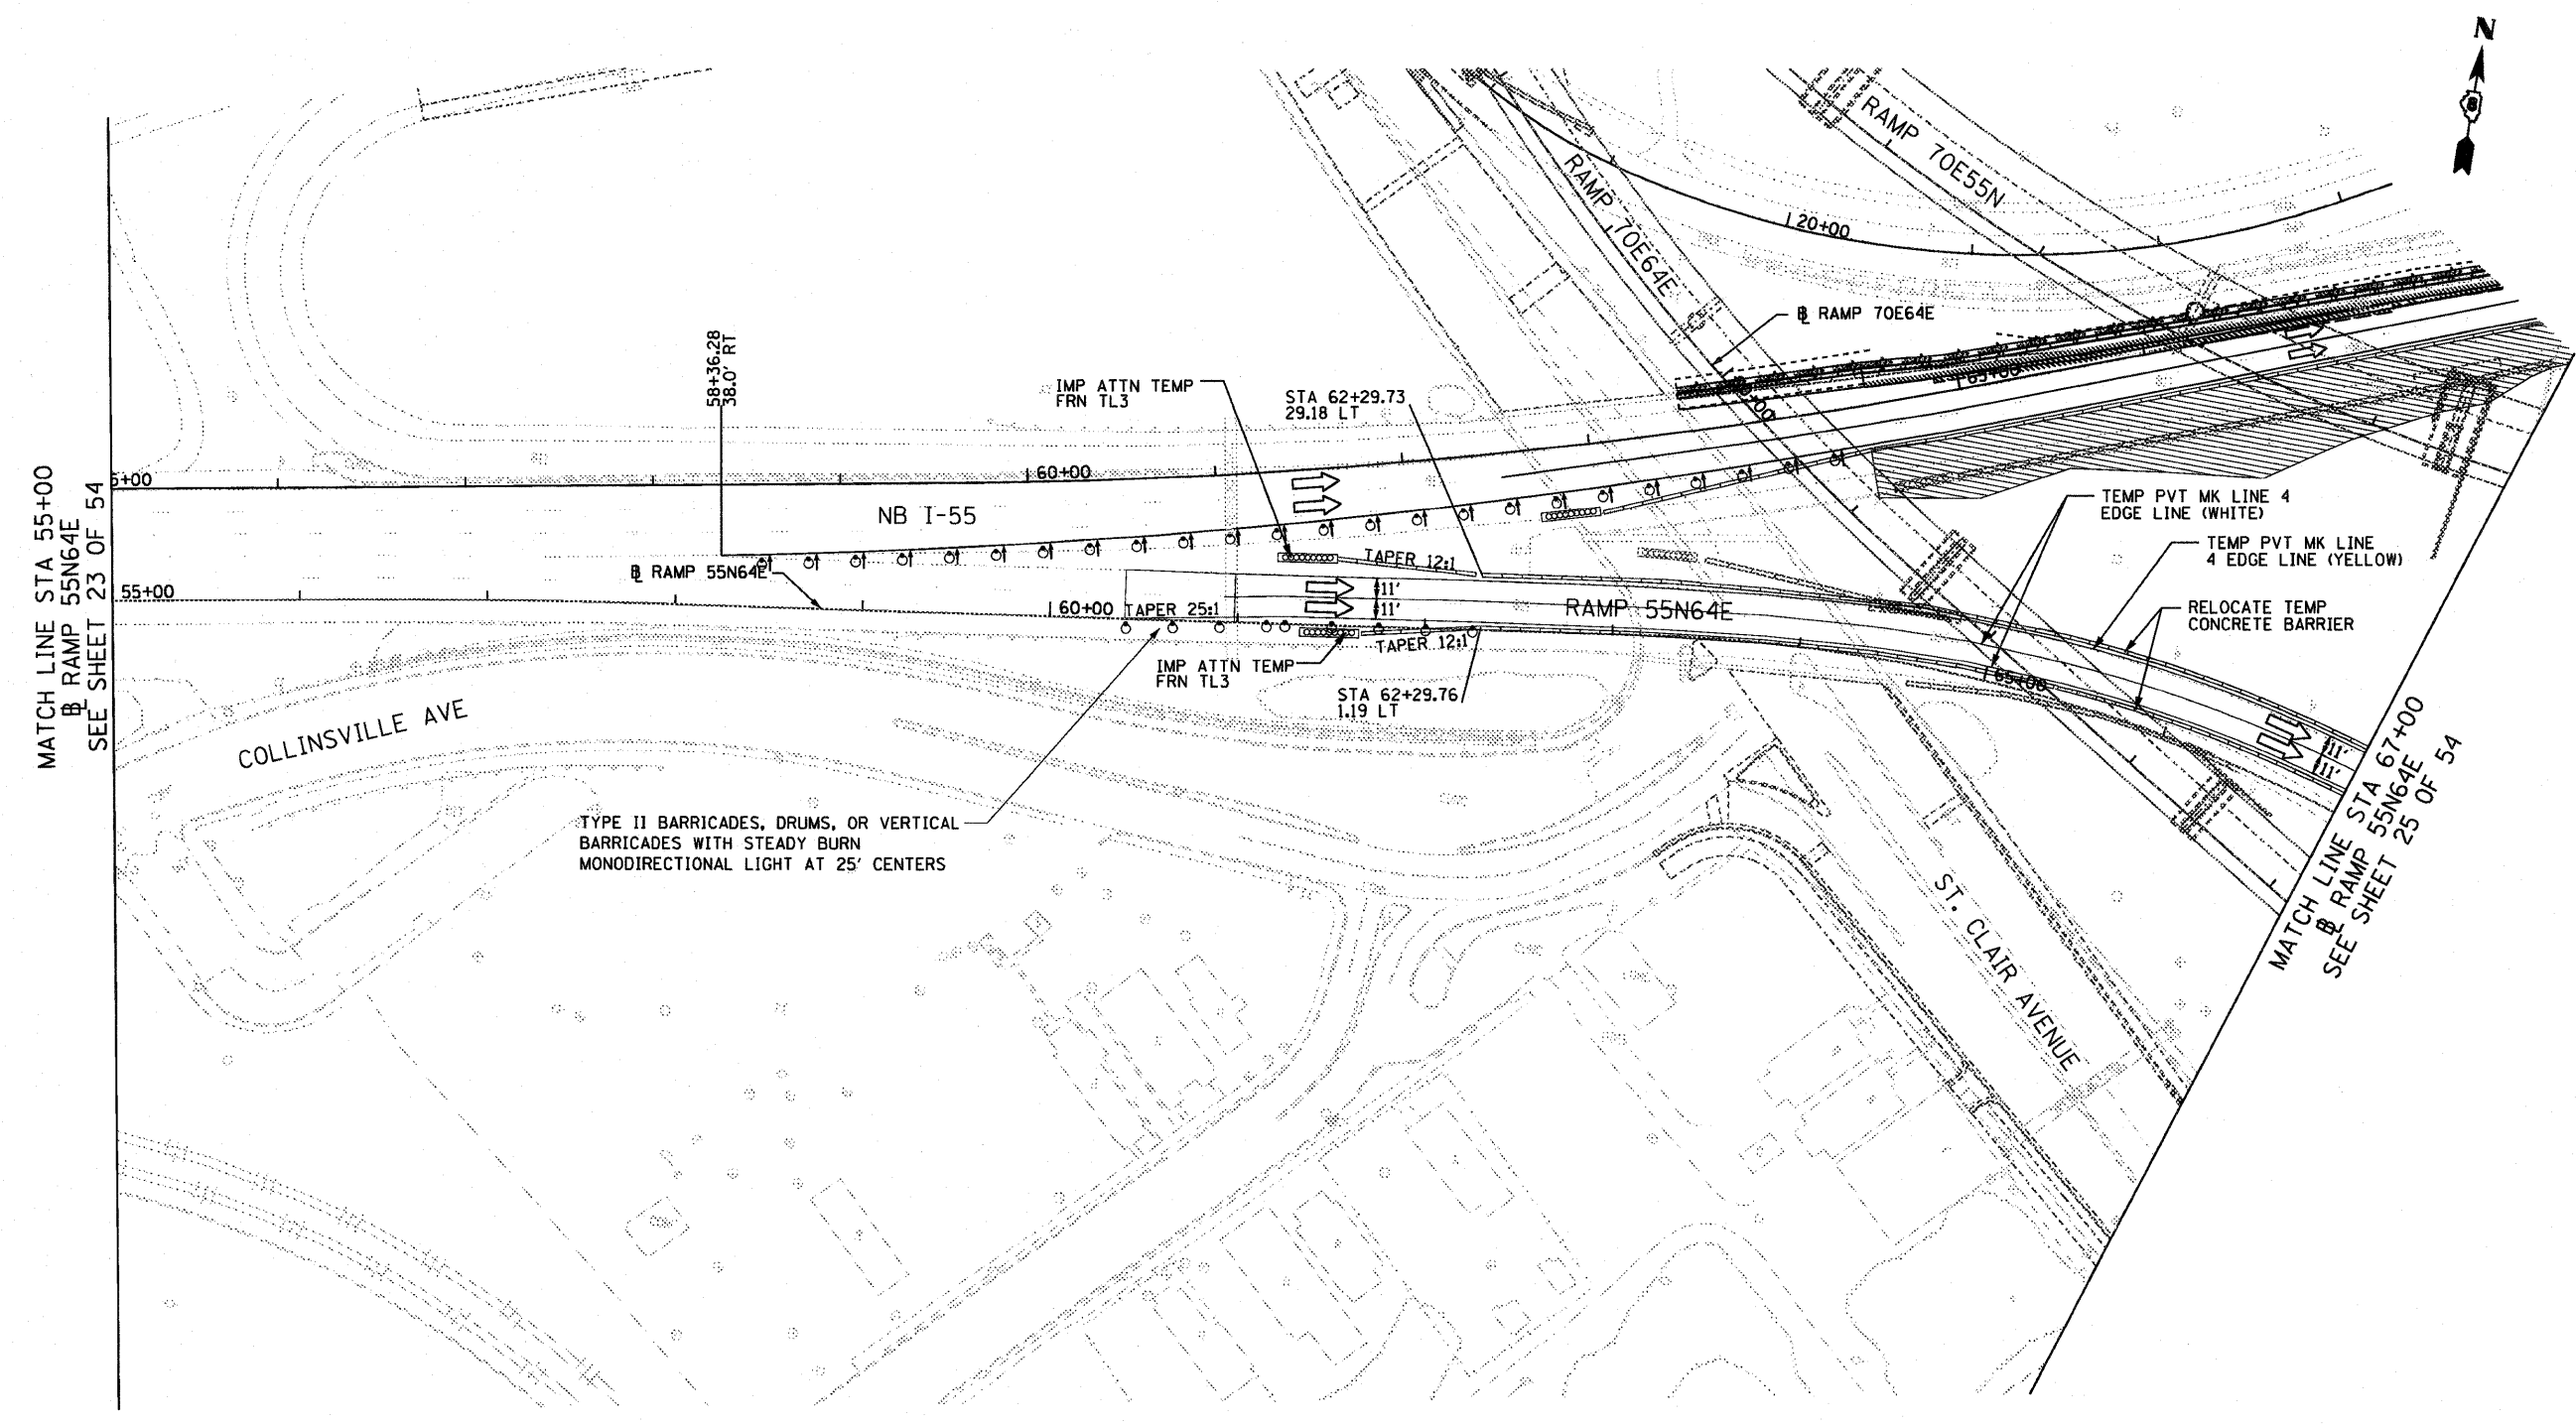 N
RAMP 70E55N
RAMP 70E64E
20+00
℄ RAMP 70E64E
58+36.28
38.0' RT
IMP ATTN TEMP
FRN TL3
STA 62+29.73
29.18 LT
65+00
MATCH LINE STA 55+00
℄ RAMP 55N64E
SEE SHEET 23 OF 54
5+00
60+00
NB I-55
TEMP PVT MK LINE 4
EDGE LINE (WHITE)
TEMP PVT MK LINE
4 EDGE LINE (YELLOW)
RELOCATE TEMP
CONCRETE BARRIER
℄ RAMP 55N64E
TAPER 12:1
55+00
60+00
TAPER 25:1
11'
11'
RAMP 55N64E
TAPER 12:1
IMP ATTN TEMP
FRN TL3
STA 62+29.76
1.19 LT
65+00
11'
11'
COLLINSVILLE AVE
TYPE II BARRICADES, DRUMS, OR VERTICAL
BARRICADES WITH STEADY BURN
MONODIRECTIONAL LIGHT AT 25' CENTERS
ST. CLAIR AVENUE
MATCH LINE STA 67+00
℄ RAMP 55N64E
SEE SHEET 25 OF 54